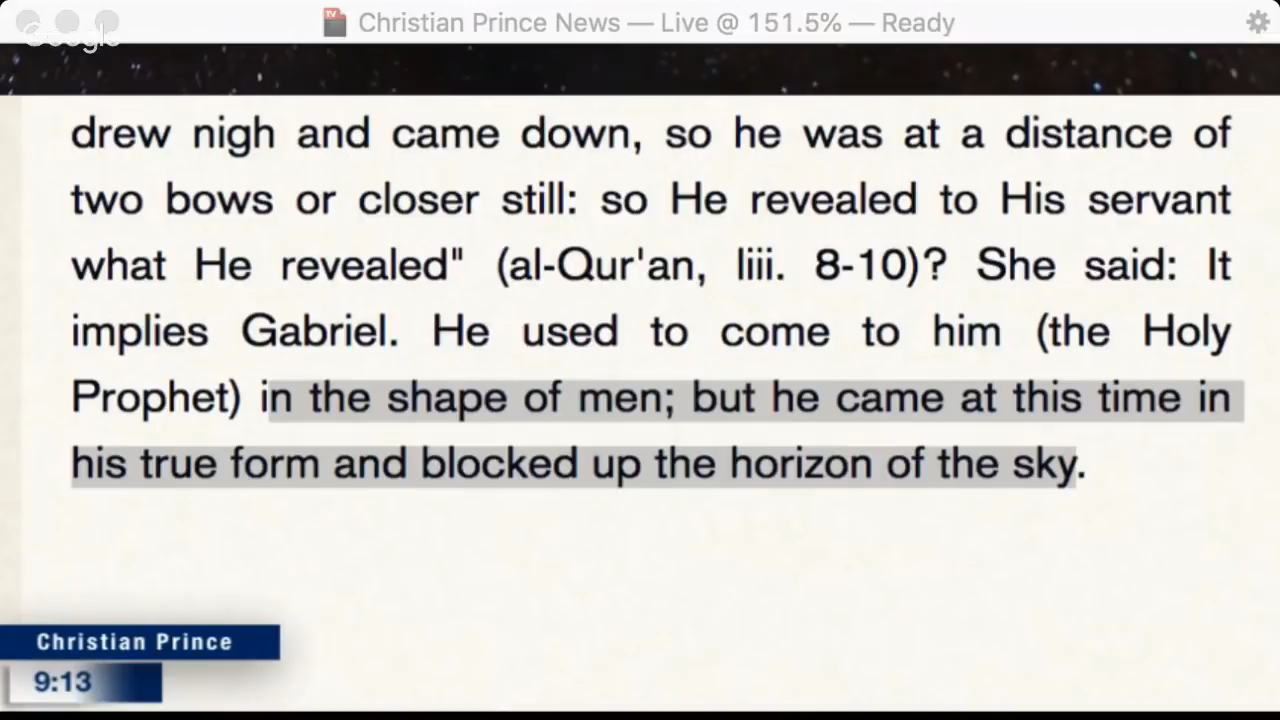 Christian Prince News — Live @ 151.5% — Ready
TV
Google
drew nigh and came down, so he was at a distance of
two bows or closer still: so He revealed to His servant
what He revealed" (al-Qur'an, liii. 8-10)? She said: It
implies Gabriel. He used to come to him (the Holy
Prophet) in the shape of men; but he came at this time in
his true form and blocked up the horizon of the sky.
Christian Prince
9:13